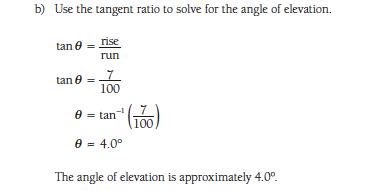 b) Use the tangent ratio to solve for the angle of elevation.
tan θ = rise/run
tan θ = 7/100
θ = tan⁻¹ (7/100)
θ = 4.0°
The angle of elevation is approximately 4.0°.